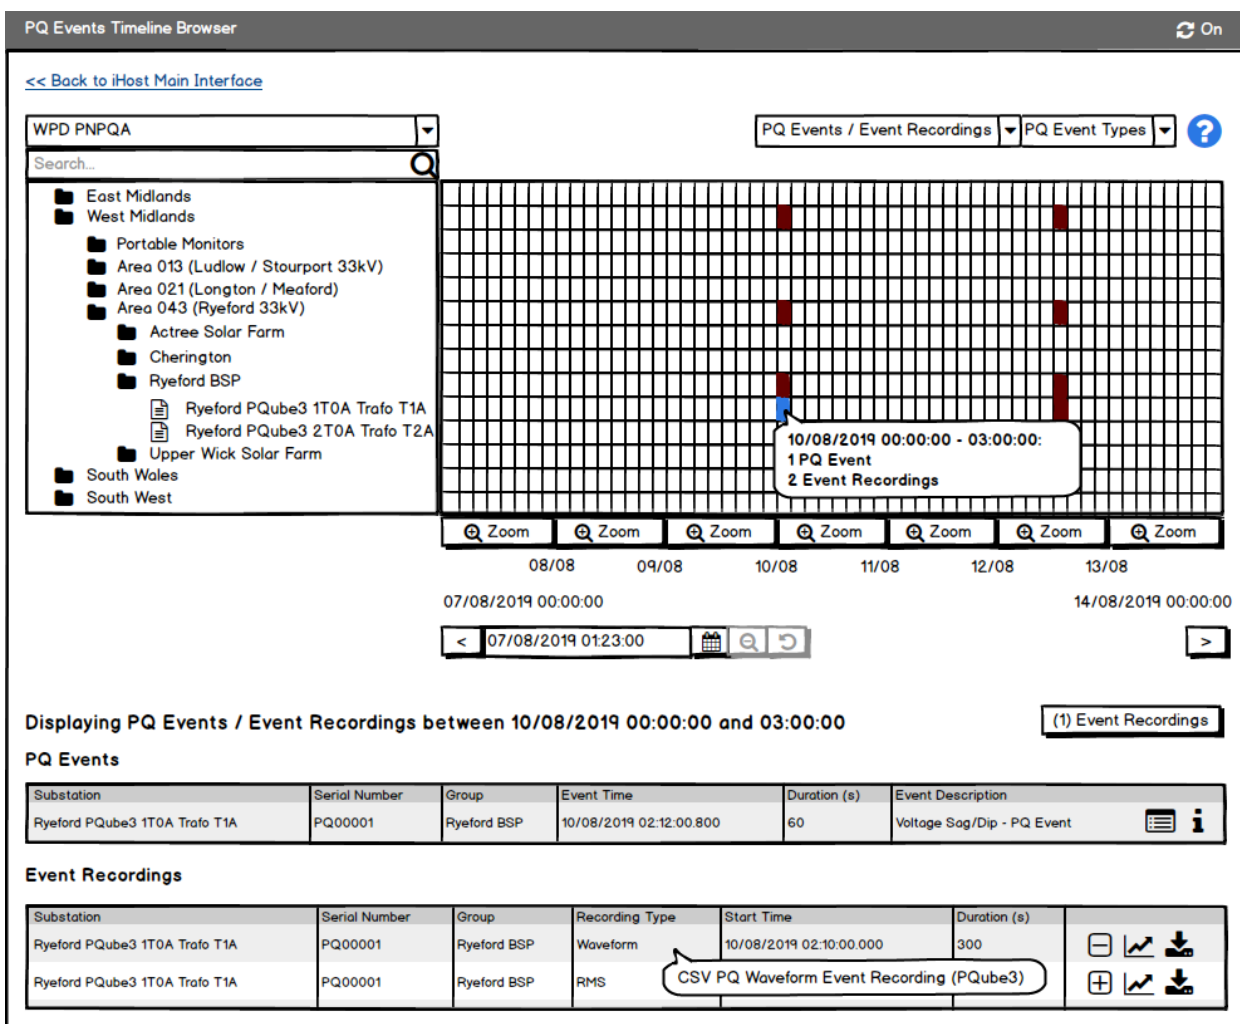 PQ Events Timeline Browser
On
<< Back to iHost Main Interface
WPD PNPQA
PQ Events / Event Recordings
PQ Event Types
?
Search...
East Midlands
West Midlands
Portable Monitors
Area 013 (Ludlow / Stourport 33kV)
Area 021 (Longton / Meaford)
Area 043 (Ryeford 33kV)
Actree Solar Farm
Cherington
Ryeford BSP
Ryeford PQube3 1T0A Trafo T1A
Ryeford PQube3 2T0A Trafo T2A
Upper Wick Solar Farm
South Wales
South West
10/08/2019 00:00:00 - 03:00:00:
1 PQ Event
2 Event Recordings
Zoom Zoom Zoom Zoom Zoom Zoom Zoom
08/08 09/08 10/08 11/08 12/08 13/08
07/08/2019 00:00:00 14/08/2019 00:00:00
< 07/08/2019 01:23:00 >
Displaying PQ Events / Event Recordings between 10/08/2019 00:00:00 and 03:00:00
(1) Event Recordings
PQ Events
Substation Serial Number Group Event Time Duration (s) Event Description
Ryeford PQube3 1T0A Trafo T1A PQ00001 Ryeford BSP 10/08/2019 02:12:00.800 60 Voltage Sag/Dip - PQ Event
Event Recordings
Substation Serial Number Group Recording Type Start Time Duration (s)
Ryeford PQube3 1T0A Trafo T1A PQ00001 Ryeford BSP Waveform 10/08/2019 02:10:00.000 300
Ryeford PQube3 1T0A Trafo T1A PQ00001 Ryeford BSP RMS
CSV PQ Waveform Event Recording (PQube3)